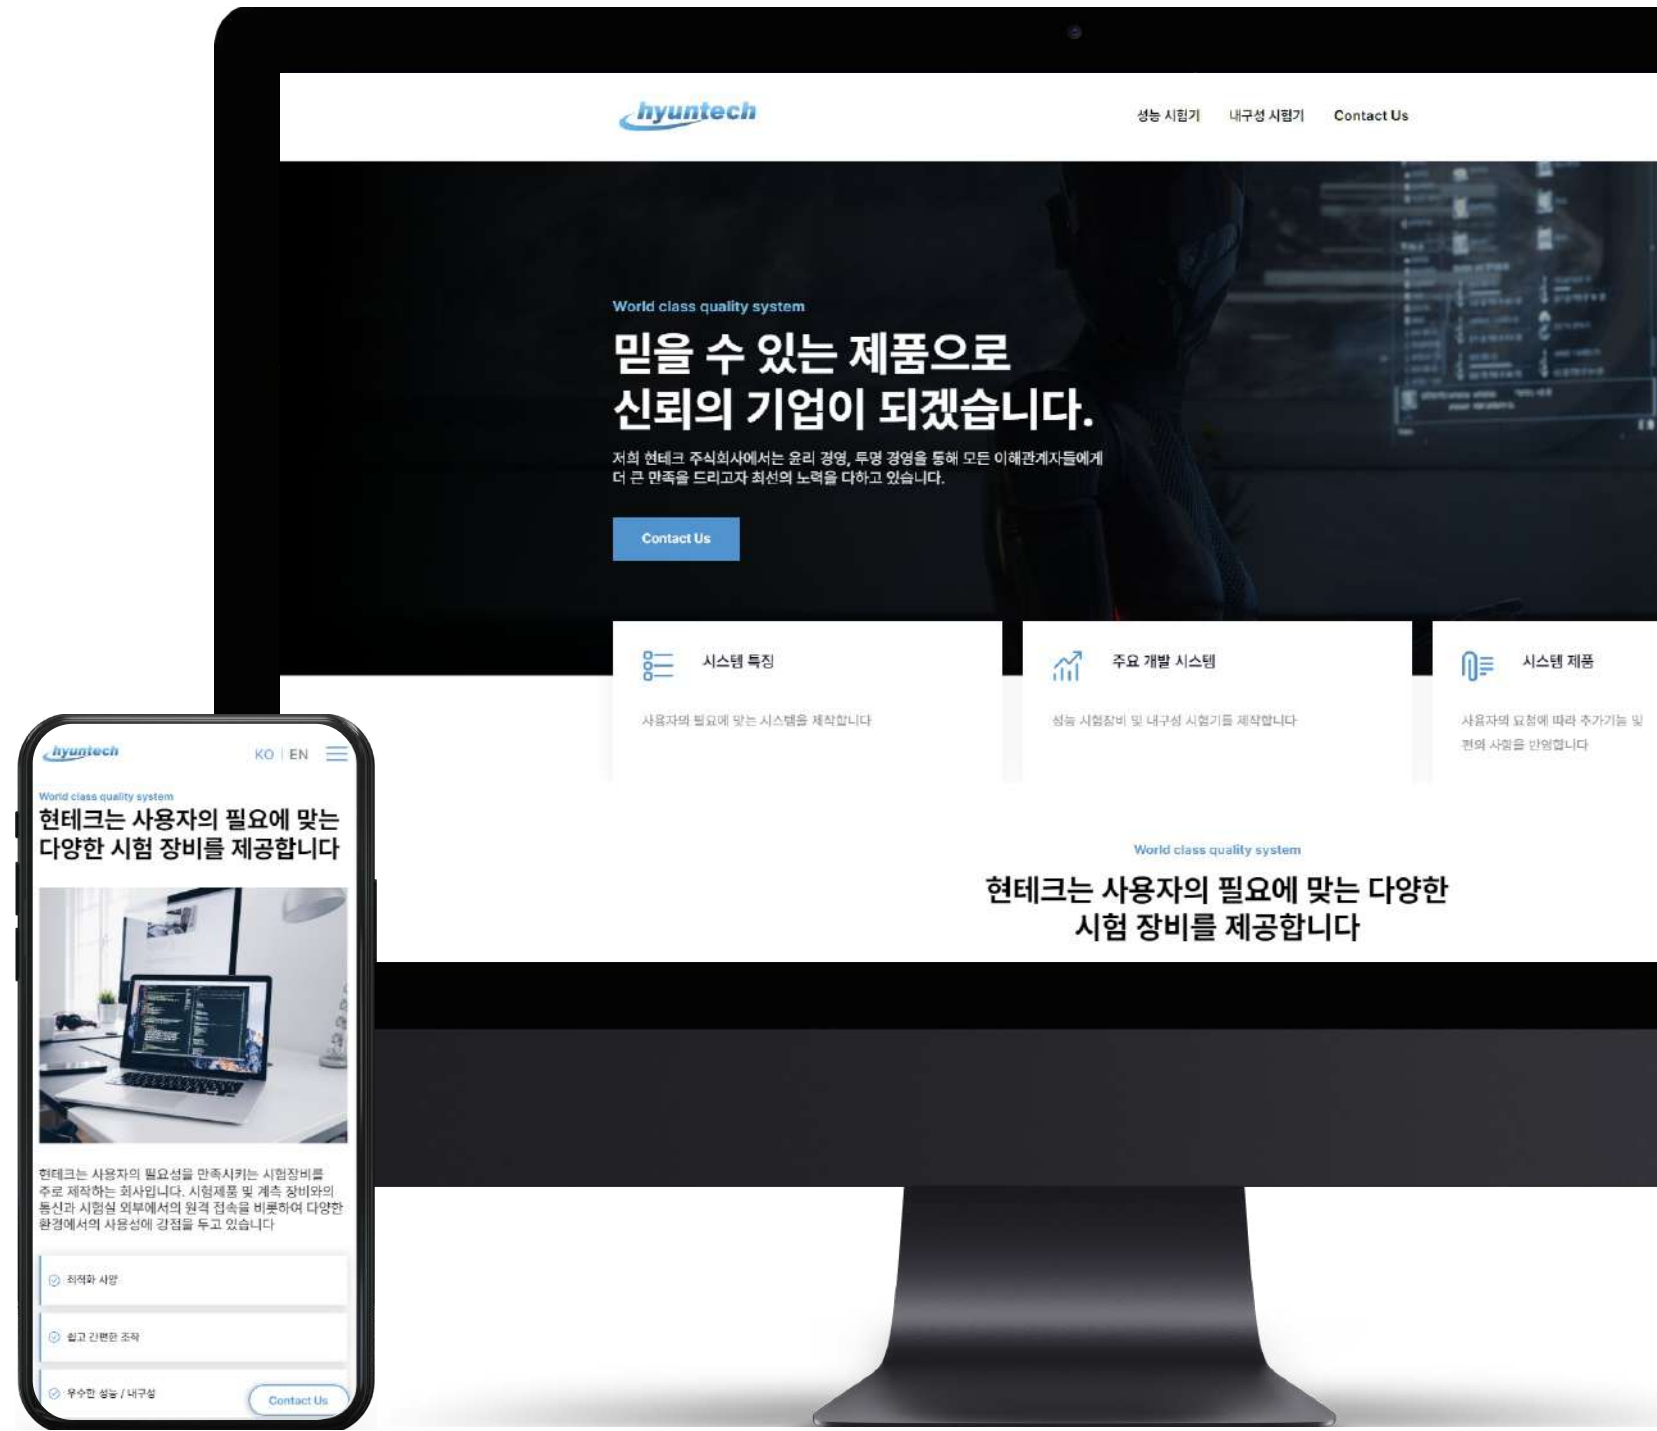 hyuntech
성능 시험기
내구성 시험기
Contact Us
World class quality system
믿을 수 있는 제품으로
신뢰의 기업이 되겠습니다.
저희 현테크 주식회사에서는 윤리 경영, 투명 경영을 통해 모든 이해관계자들에게
더 큰 만족을 드리고자 최선의 노력을 다하고 있습니다.
Contact Us
시스템 특징
사용자의 필요에 맞는 시스템을 제작합니다
주요 개발 시스템
성능 시험장비 및 내구성 시험기를 제작합니다
시스템 제품
사용자의 요청에 따라 추가기능 및
편의 사항을 반영합니다
World class quality system
현테크는 사용자의 필요에 맞는 다양한
시험 장비를 제공합니다
hyuntech
KO | EN
World class quality system
현테크는 사용자의 필요에 맞는
다양한 시험 장비를 제공합니다
현테크는 사용자의 필요성을 만족시키는 시험장비를
주로 제작하는 회사입니다. 시험제품 및 계측 장비와의
통신과 시험실 외부에서의 원격 접속을 비롯하여 다양한
환경에서의 사용성에 강점을 두고 있습니다
최적화 사양
쉽고 간편한 조작
우수한 성능 / 내구성
Contact Us